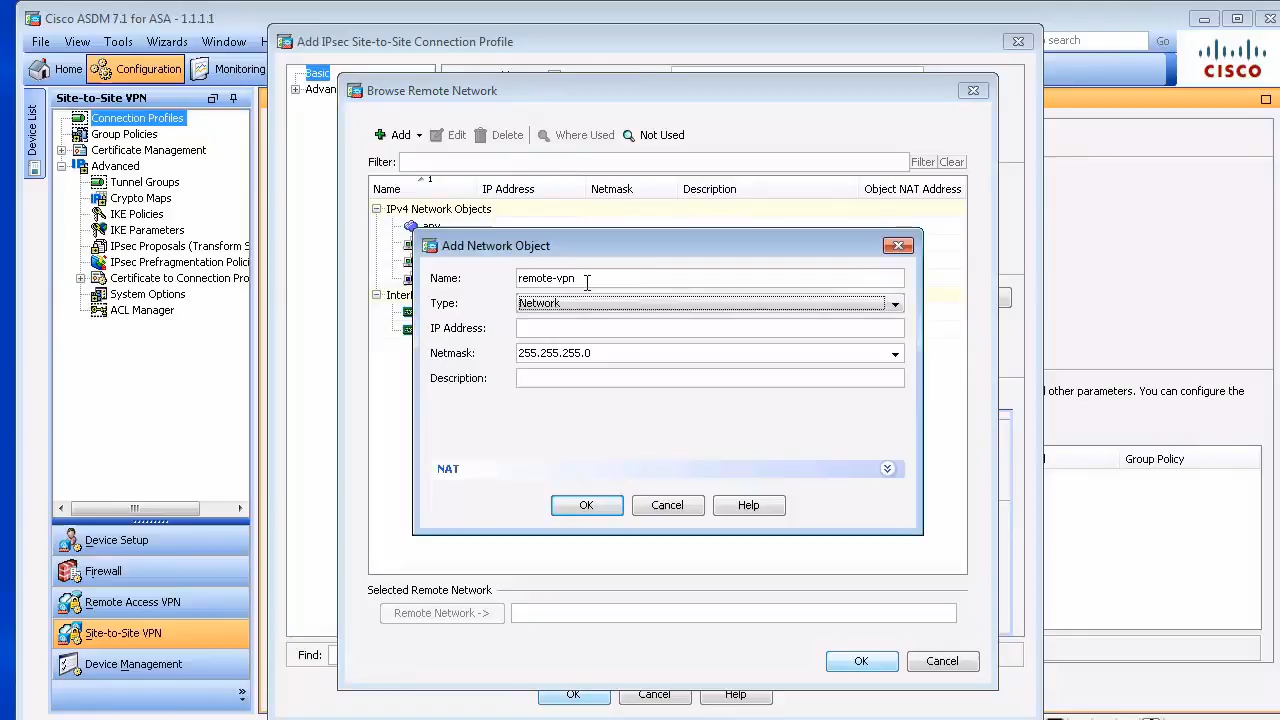 Cisco ASDM 7.1 for ASA - 1.1.1.1
File View Tools Wizards Window
search Go
Home Configuration Monitoring
CISCO
Device List
Site-to-Site VPN
Connection Profiles
Group Policies
Certificate Management
Advanced
Tunnel Groups
Crypto Maps
IKE Policies
IKE Parameters
IPsec Proposals (Transform S
IPsec Prefragmentation Polici
Certificate to Connection Pro
System Options
ACL Manager
Device Setup
Firewall
Remote Access VPN
Site-to-Site VPN
Device Management
Add IPsec Site-to-Site Connection Profile
Basic
Advan
Find:
OK Cancel Help
Browse Remote Network
Add Edit Delete Where Used Not Used
Filter: Filter Clear
Name 1 IP Address Netmask Description Object NAT Address
IPv4 Network Objects
any
Interf
Selected Remote Network
Remote Network ->
OK Cancel
Add Network Object
Name: remote-vpn
Type: Network
IP Address:
Netmask: 255.255.255.0
Description:
NAT
OK Cancel Help
other parameters. You can configure the
Group Policy